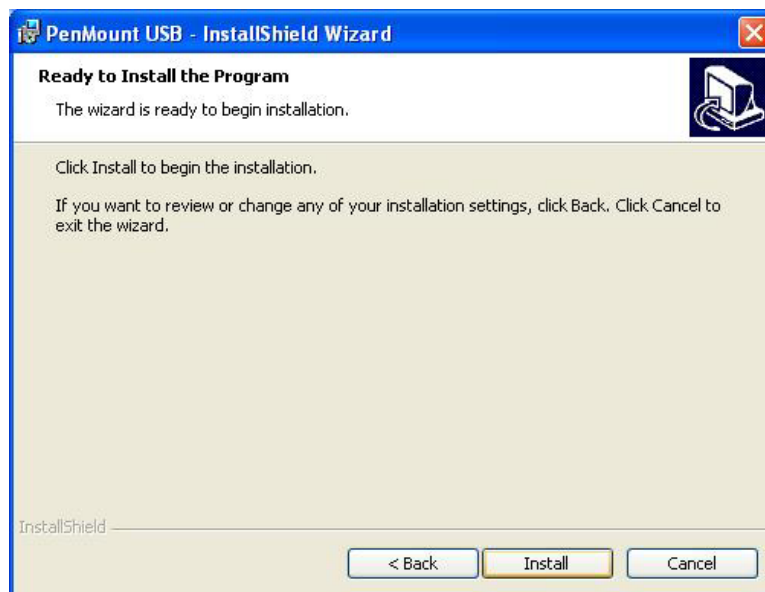 PenMount USB - InstallShield Wizard
Ready to Install the Program
The wizard is ready to begin installation.
Click Install to begin the installation.
If you want to review or change any of your installation settings, click Back. Click Cancel to
exit the wizard.
InstallShield
< Back Install Cancel